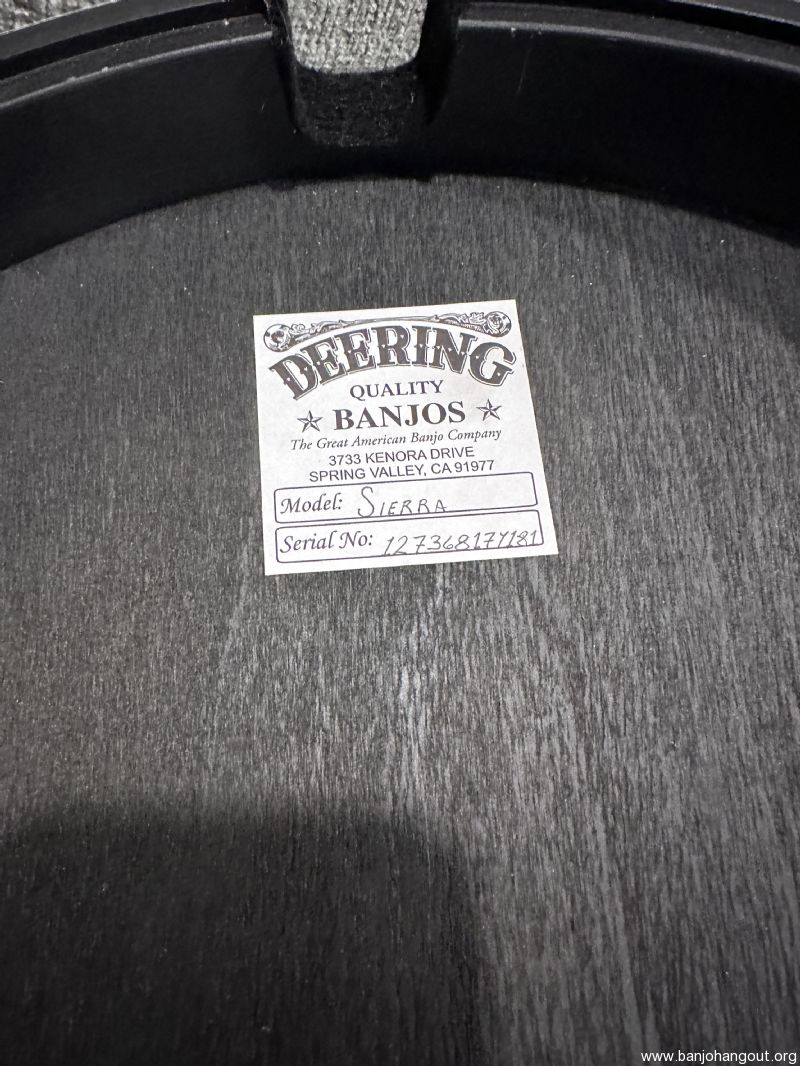 DEERING
QUALITY
BANJOS
The Great American Banjo Company
3733 KENORA DRIVE
SPRING VALLEY, CA 91977
Model: SIERRA
Serial No:
www.banjohangout.org